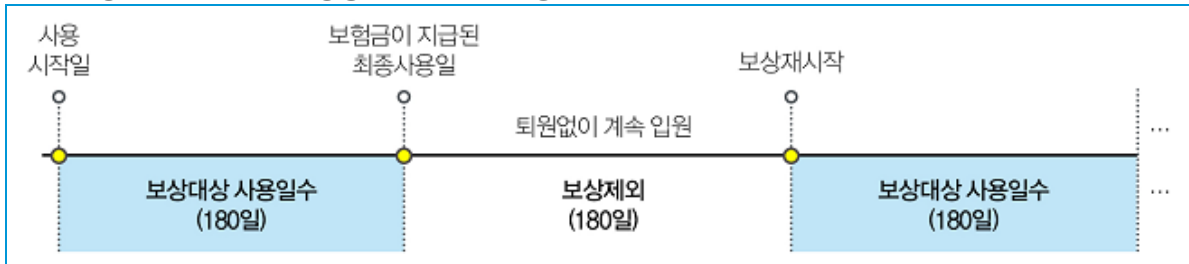 사용
시작일
보험금이 지급된
최종사용일
보상재시작
퇴원없이 계속 입원
...
보상대상 사용일수
(180일)
보상제외
(180일)
보상대상 사용일수
(180일)
...